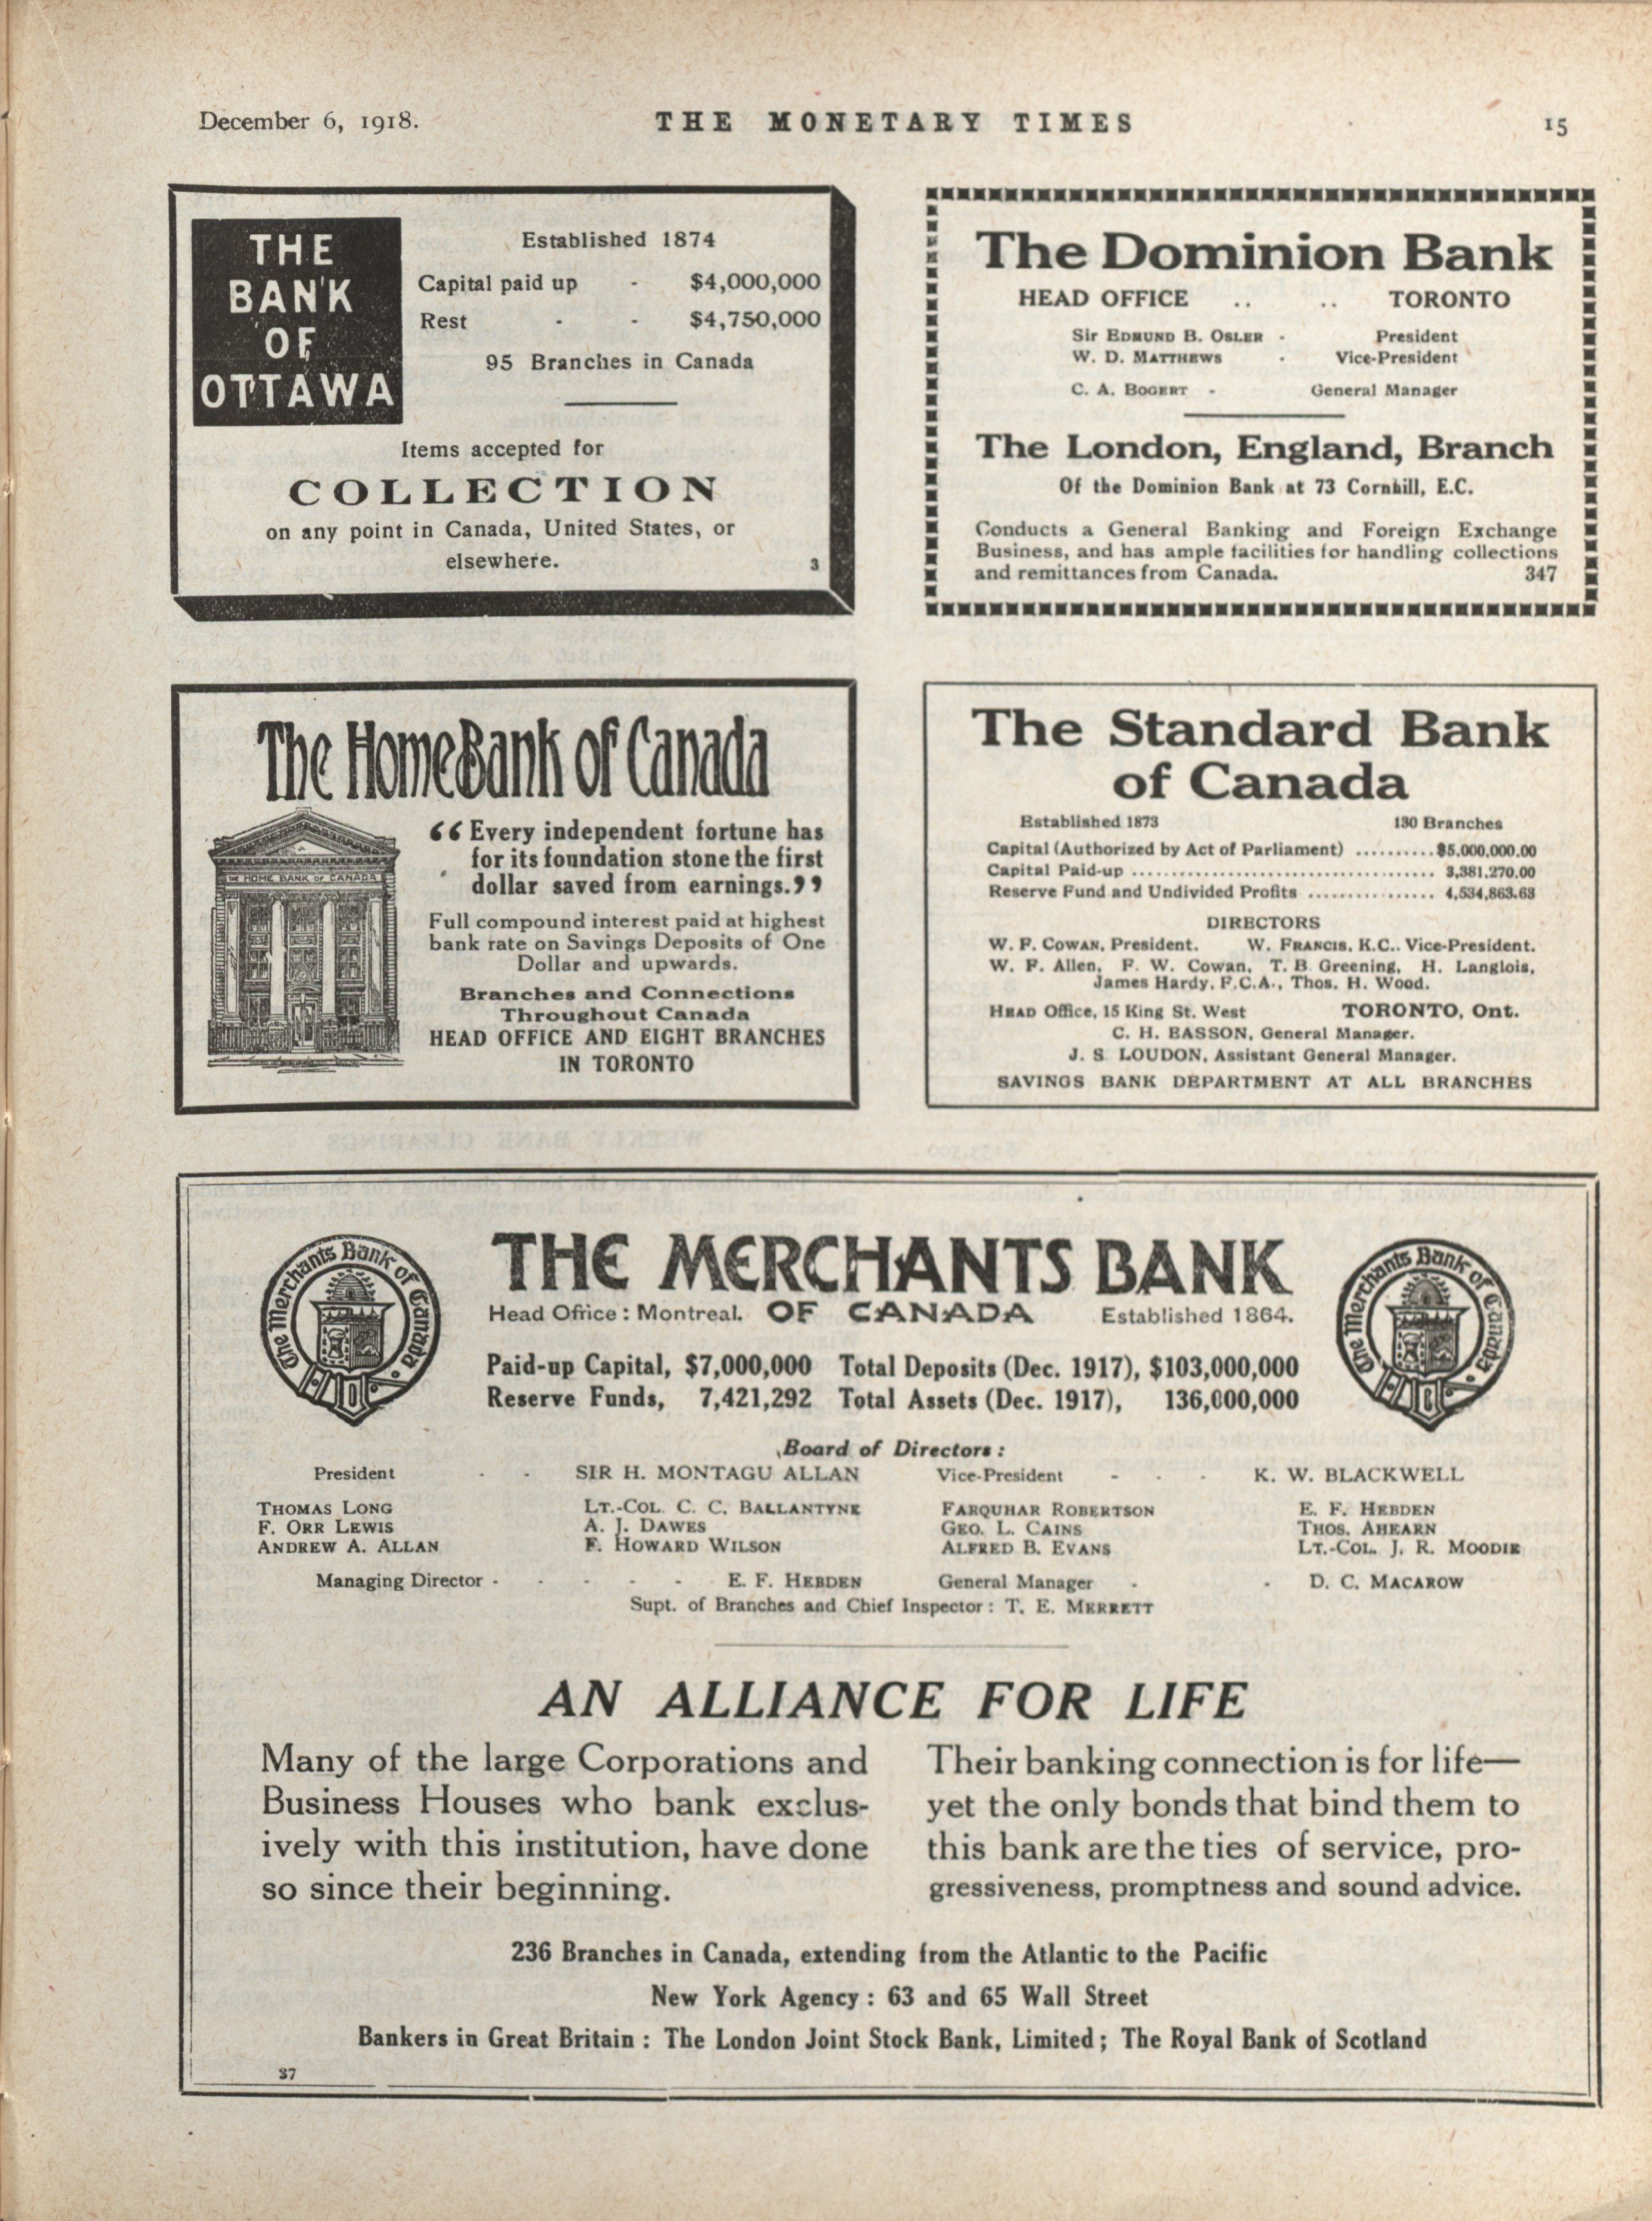 December 6, 1918.
THE MONETARY TIMES
15
THE
BANK
OF
OTTAWA
Established 1874
Capital paid up - $4,000,000
Rest - - $4,750,000
95 Branches in Canada
Items accepted for
COLLECTION
on any point in Canada, United States, or
elsewhere.
3
The Dominion Bank
HEAD OFFICE .. .. TORONTO
Sir EDMUND B. OSLER - President
W. D. MATTHEWS - Vice-President
C. A. BOGERT - General Manager
The London, England, Branch
Of the Dominion Bank at 73 Cornhill, E.C.
Conducts a General Banking and Foreign Exchange
Business, and has ample facilities for handling collections
and remittances from Canada. 347
The Home Bank of Canada
THE HOME BANK OF CANADA
“Every independent fortune has
for its foundation stone the first
dollar saved from earnings.”
Full compound interest paid at highest
bank rate on Savings Deposits of One
Dollar and upwards.
Branches and Connections
Throughout Canada
HEAD OFFICE AND EIGHT BRANCHES
IN TORONTO
The Standard Bank
of Canada
Established 1873 130 Branches
Capital (Authorized by Act of Parliament) ..........$5,000,000.00
Capital Paid-up ...................................... 3,381,270.00
Reserve Fund and Undivided Profits ................ 4,534,863.63
DIRECTORS
W. F. COWAN, President. W. FRANCIS, K.C., Vice-President.
W. F. Allen, F. W. Cowan, T. B. Greening, H. Langlois,
James Hardy, F.C.A., Thos. H. Wood.
HEAD Office, 15 King St. West TORONTO, Ont.
C. H. EASSON, General Manager.
J. S. LOUDON, Assistant General Manager.
SAVINGS BANK DEPARTMENT AT ALL BRANCHES
The Merchants Bank of Canada
THE MERCHANTS BANK
Head Office : Montreal. OF CANADA Established 1864.
The Merchants Bank of Canada
Paid-up Capital, $7,000,000 Total Deposits (Dec. 1917), $103,000,000
Reserve Funds, 7,421,292 Total Assets (Dec. 1917), 136,000,000
Board of Directors :
President - - SIR H. MONTAGU ALLAN Vice-President - - - K. W. BLACKWELL
THOMAS LONG LT.-COL. C. C. BALLANTYNE FARQUHAR ROBERTSON E. F. HEBDEN
F. ORR LEWIS A. J. DAWES GEO. L. CAINS THOS. AHEARN
ANDREW A. ALLAN F. HOWARD WILSON ALFRED B. EVANS LT.-COL. J. R. MOODIE
Managing Director - - - - - E. F. HEBDEN General Manager - - D. C. MACAROW
Supt. of Branches and Chief Inspector : T. E. MERRETT
AN ALLIANCE FOR LIFE
Many of the large Corporations and
Business Houses who bank exclus-
ively with this institution, have done
so since their beginning.
Their banking connection is for life—
yet the only bonds that bind them to
this bank are the ties of service, pro-
gressiveness, promptness and sound advice.
236 Branches in Canada, extending from the Atlantic to the Pacific
New York Agency : 63 and 65 Wall Street
Bankers in Great Britain : The London Joint Stock Bank, Limited ; The Royal Bank of Scotland
37